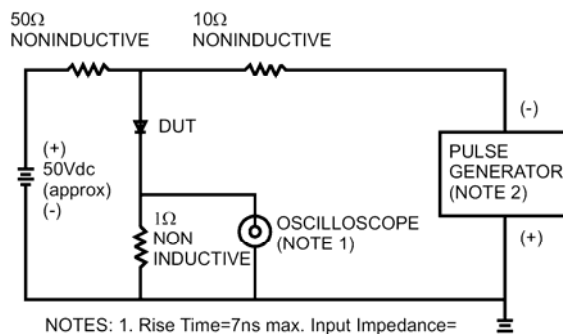 50Ω
NONINDUCTIVE
10Ω
NONINDUCTIVE
DUT
(+)
50Vdc
(approx)
(-)
1Ω
NON
INDUCTIVE
OSCILLOSCOPE
(NOTE 1)
(-)
PULSE
GENERATOR
(NOTE 2)
(+)
NOTES: 1. Rise Time=7ns max. Input Impedance=